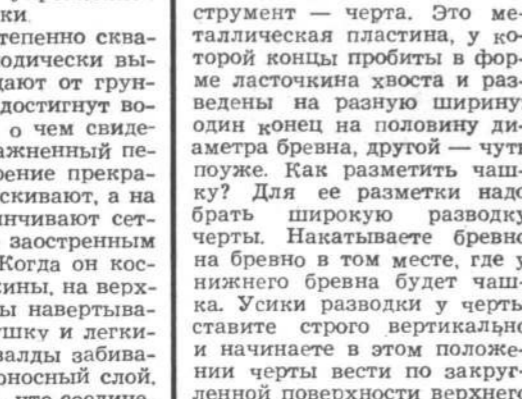 ки
степенно сква-
одически вы-
дают от грун-
достигнут во-
о чем свиде-
ажненный пе-
рение прекра-
скивают, а на
инчивают сет-
заостренным
Когда он кос-
ины, на верх-
ы навертыва-
ушку и легки-
валды забива-
оносный слой,
что соедина-
струмент — черта. Это ме-
таллическая пластина, у ко-
торой концы пробиты в фор-
ме ласточкина хвоста и раз-
ведены на разную ширину
один конец на половину ди-
аметра бревна, другой — чуть
поуже. Как разметить чаш-
ку? Для ее разметки надо
брать широкую разводку
черты. Накатываете бревно
на бревно в том месте, где у
нижнего бревна будет чаш-
ка. Усики разводки у черты
ставите строго вертикально
и начинаете в этом положе-
нии черты вести по закруг-
ленной поверхности верхнего